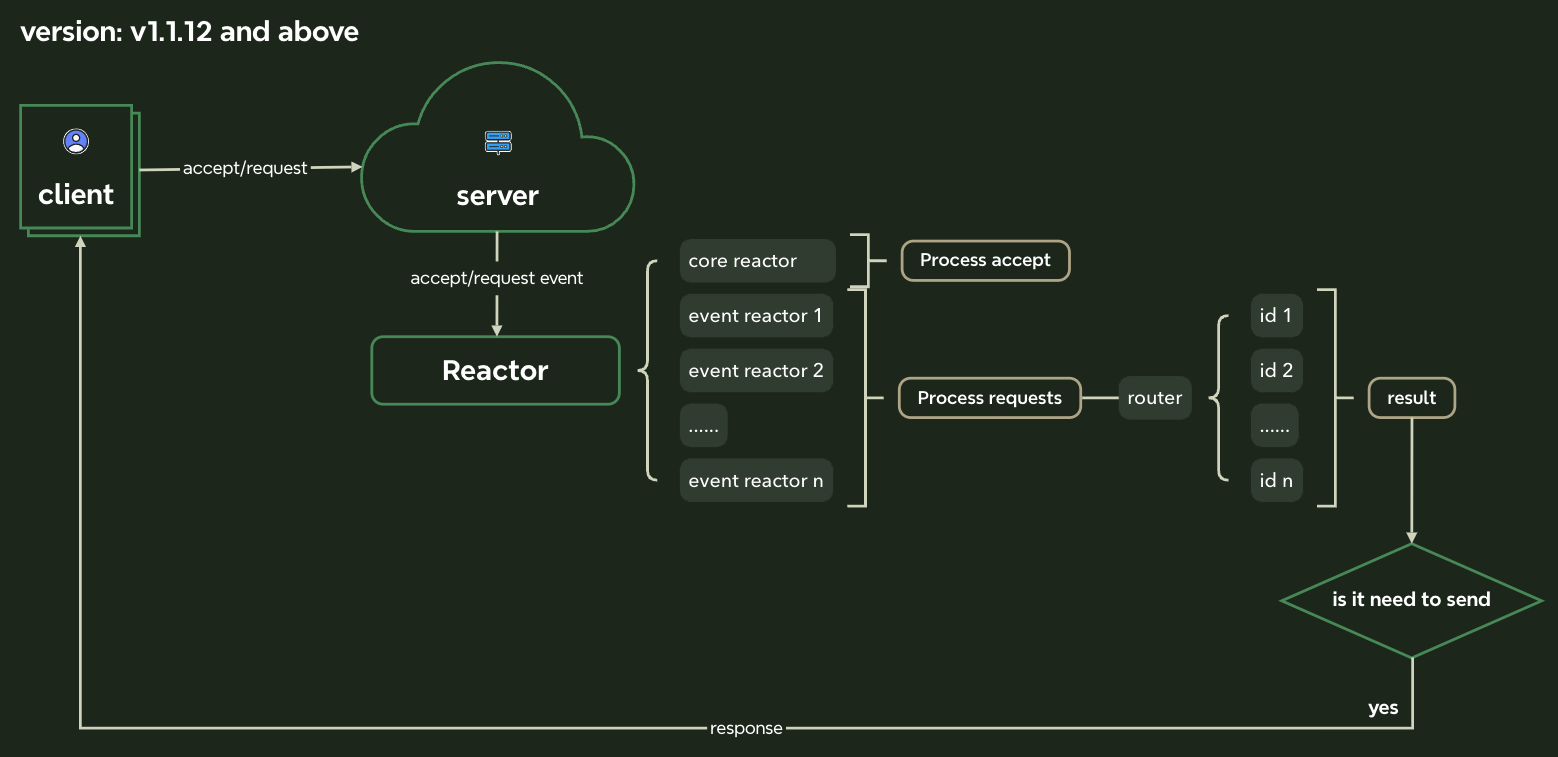 version: v1.1.12 and above
client
accept/request
server
accept/request event
Reactor
core reactor
event reactor 1
event reactor 2
......
event reactor n
Process accept
Process requests
router
id 1
id 2
......
id n
result
is it need to send
yes
response